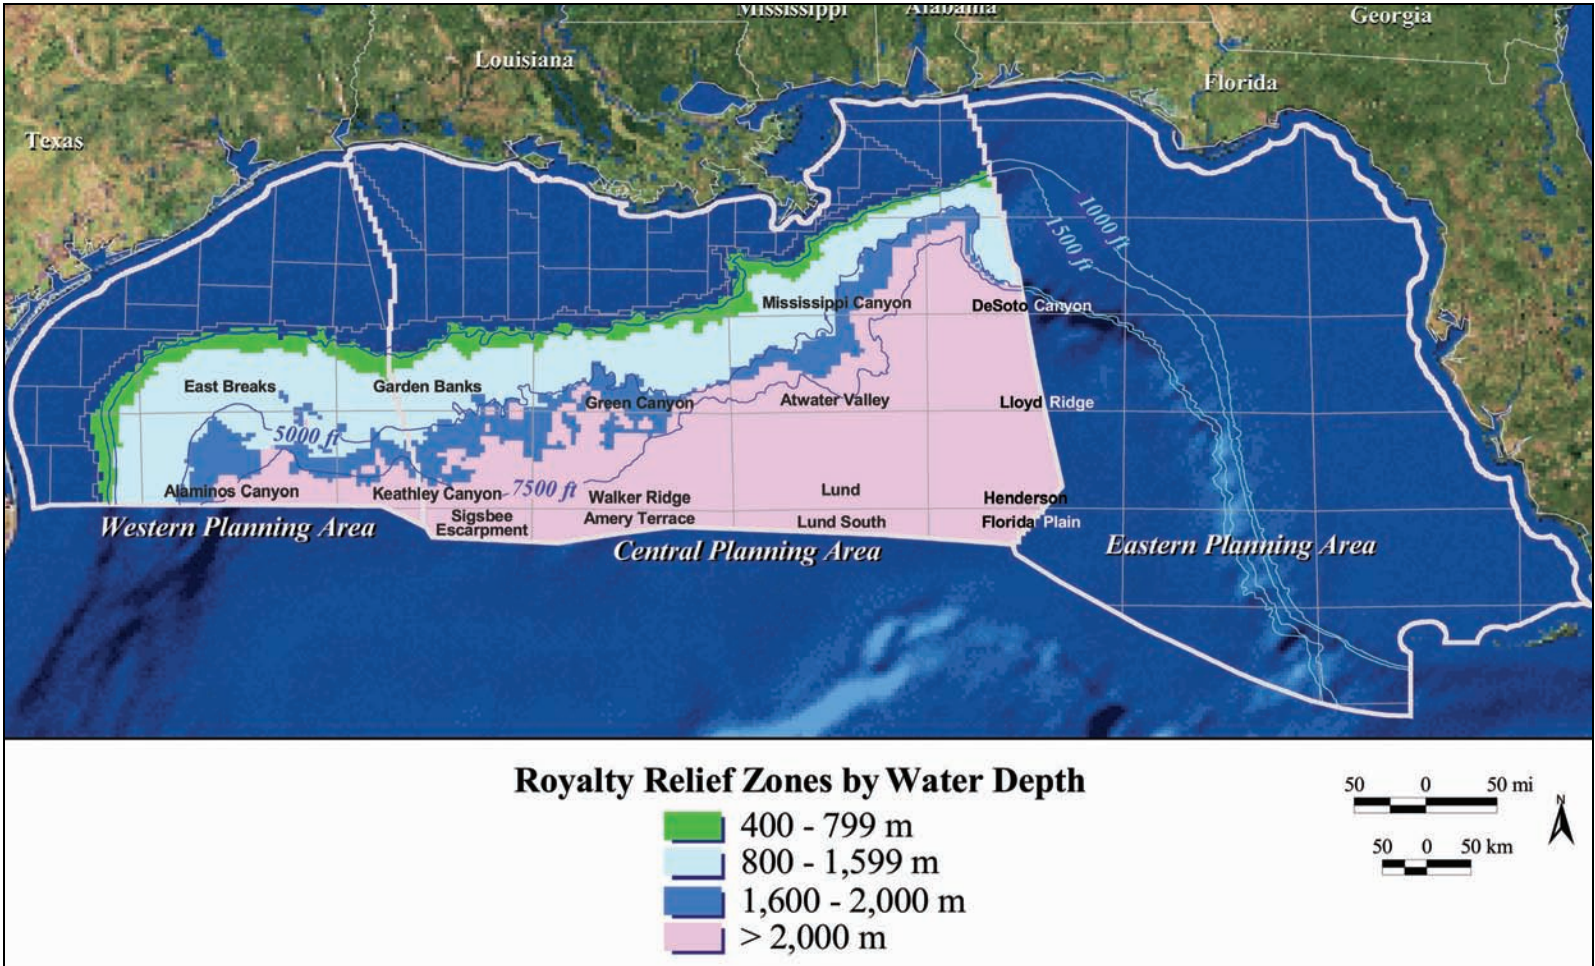 Mississippi
Alabama
Georgia
Louisiana
Florida
Texas
1000 ft
1500 ft
Mississippi Canyon
DeSoto Canyon
East Breaks
Garden Banks
Green Canyon
Atwater Valley
Lloyd Ridge
5000 ft
7500 ft
Alaminos Canyon
Keathley Canyon
Walker Ridge
Lund
Henderson
Sigsbee
Escarpment
Amery Terrace
Lund South
Florida Plain
Western Planning Area
Central Planning Area
Eastern Planning Area
Royalty Relief Zones by Water Depth
400 - 799 m
800 - 1,599 m
1,600 - 2,000 m
> 2,000 m
50 0 50 mi
50 0 50 km
N